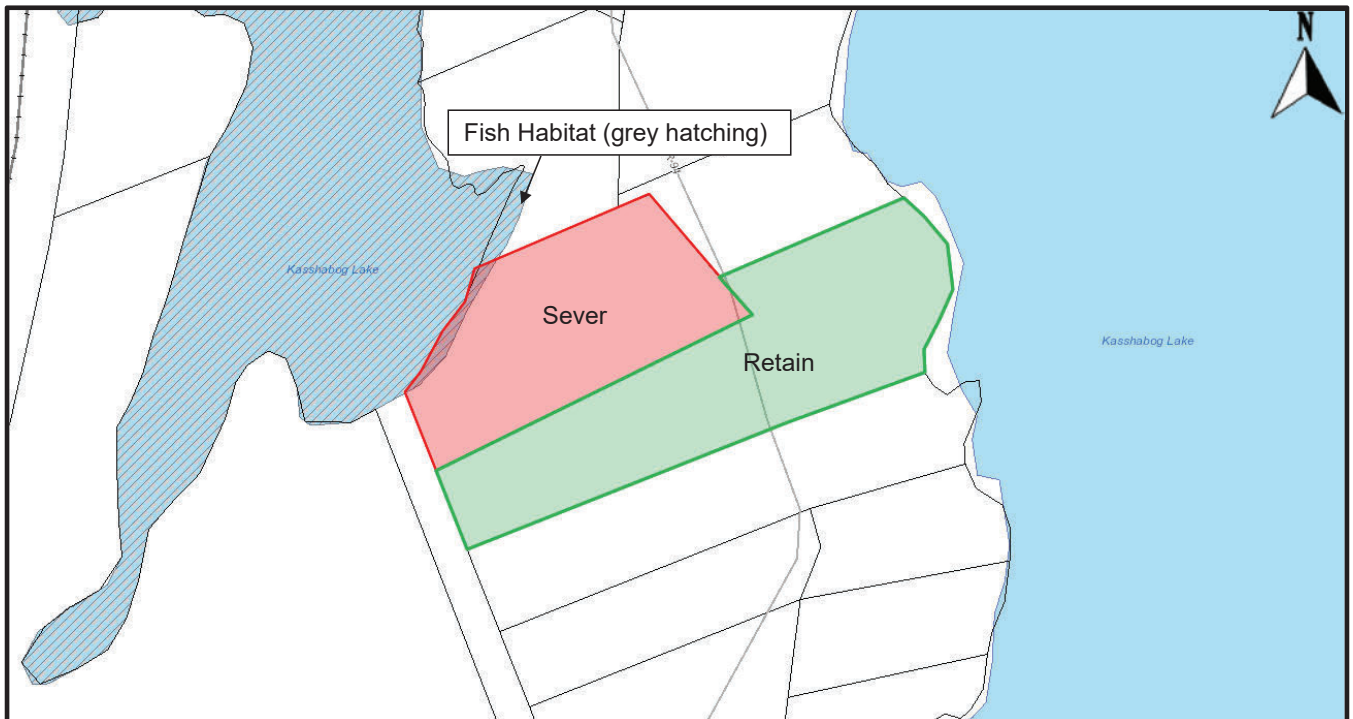 N
Fish Habitat (grey hatching)
Kasshabog Lake
Sever
Kasshabog Lake
Retain